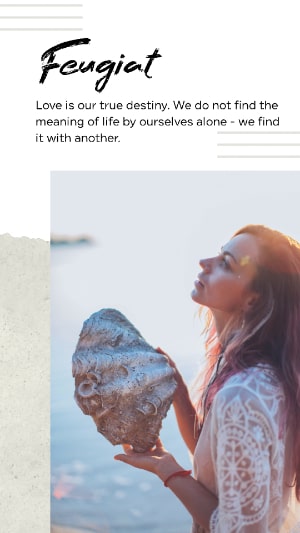 Feugiat
Love is our true destiny. We do not find the
meaning of life by ourselves alone - we find
it with another.